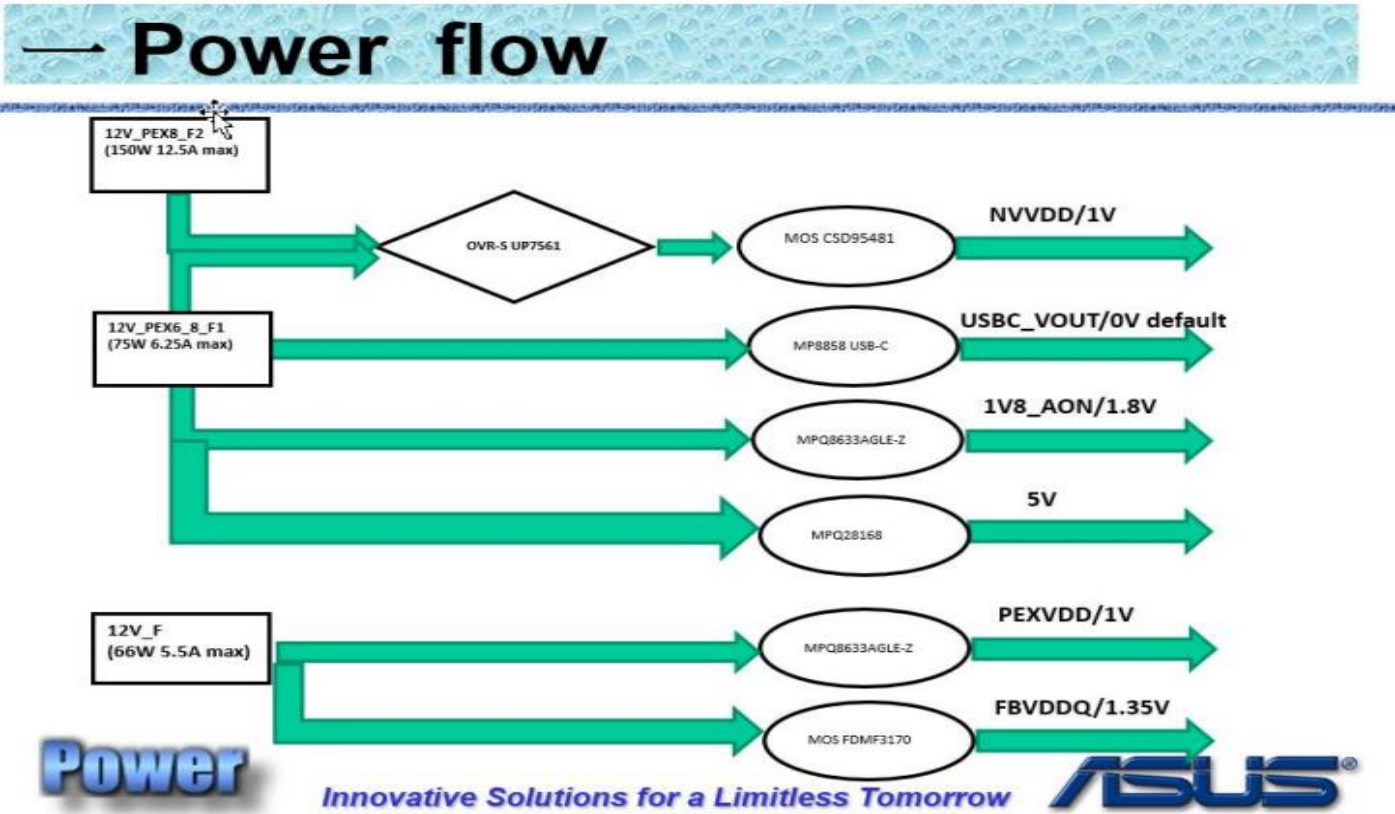 Power flow
12V_PEX8_F2
(150W 12.5A max)
OVR-S UP7561
MOS CSD95481
NVVDD/1V
12V_PEX6_8_F1
(75W 6.25A max)
MP8858 USB-C
USBC_VOUT/0V default
MPQ8633AGLE-Z
1V8_AON/1.8V
MPQ28168
5V
12V_F
(66W 5.5A max)
MPQ8633AGLE-Z
PEXVDD/1V
MOS FDMF3170
FBVDDQ/1.35V
Power
Innovative Solutions for a Limitless Tomorrow
ASUS®